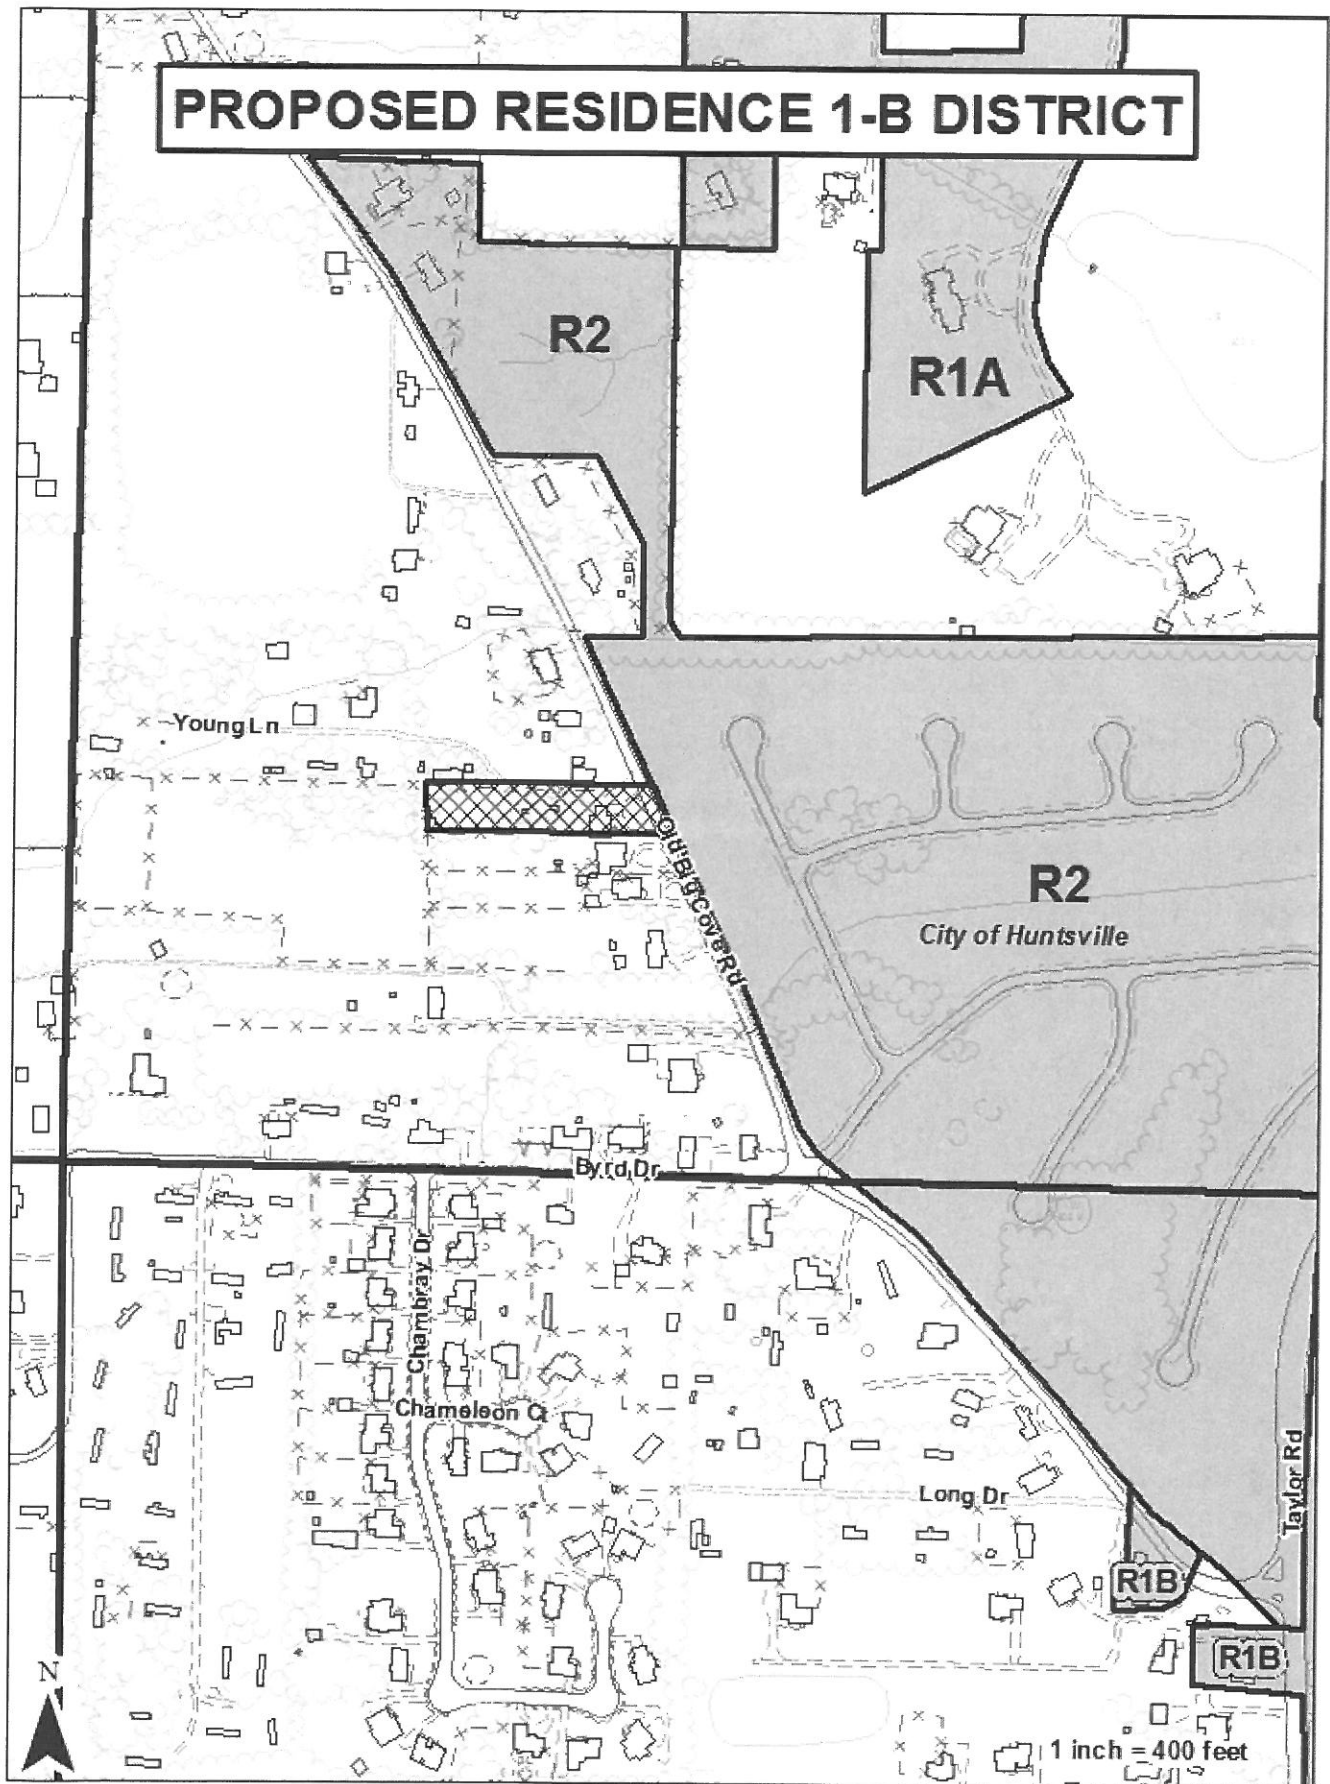 PROPOSED RESIDENCE 1-B DISTRICT
R2
R1A
Young Ln
Old Big Cove Rd
R2
City of Huntsville
Byrd Dr
Chambray Dr
Chameleon Ct
Long Dr
Taylor Rd
R1B
R1B
N
1 inch = 400 feet